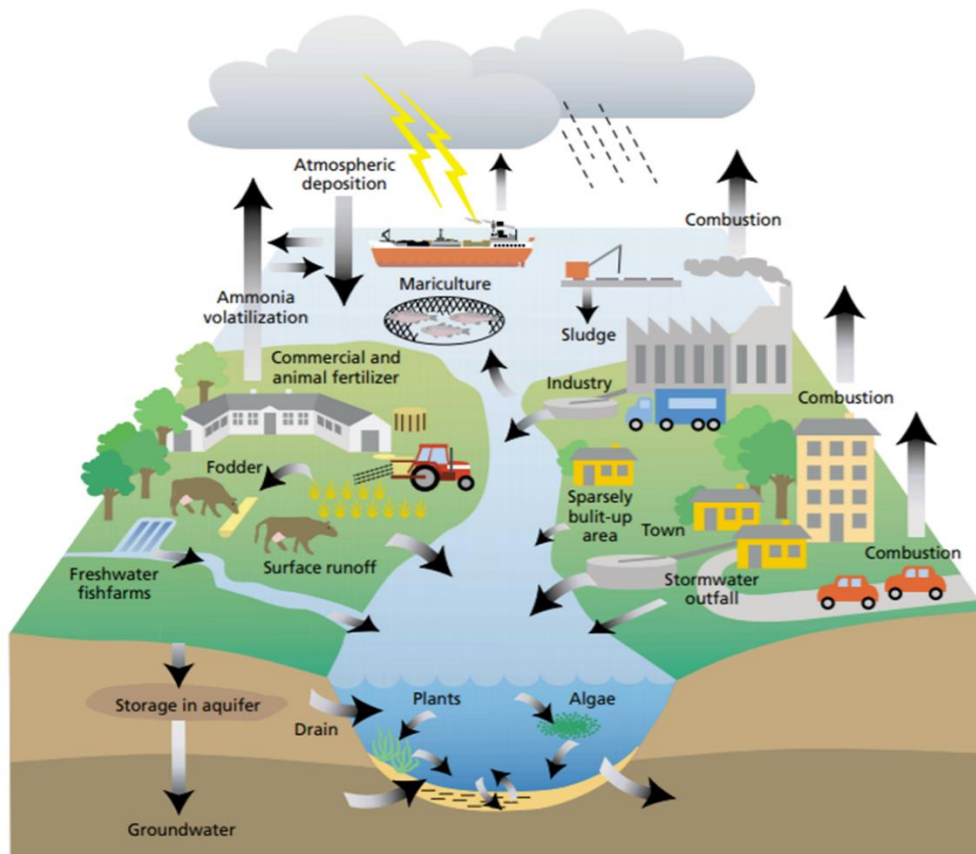 Atmospheric
deposition
Combustion
Ammonia
volatilization
Mariculture
Sludge
Commercial and
animal fertilizer
Industry
Combustion
Fodder
Sparsely
bulit-up
area
Town
Combustion
Freshwater
fishfarms
Surface runoff
Stormwater
outfall
Storage in aquifer
Plants
Algae
Drain
Groundwater